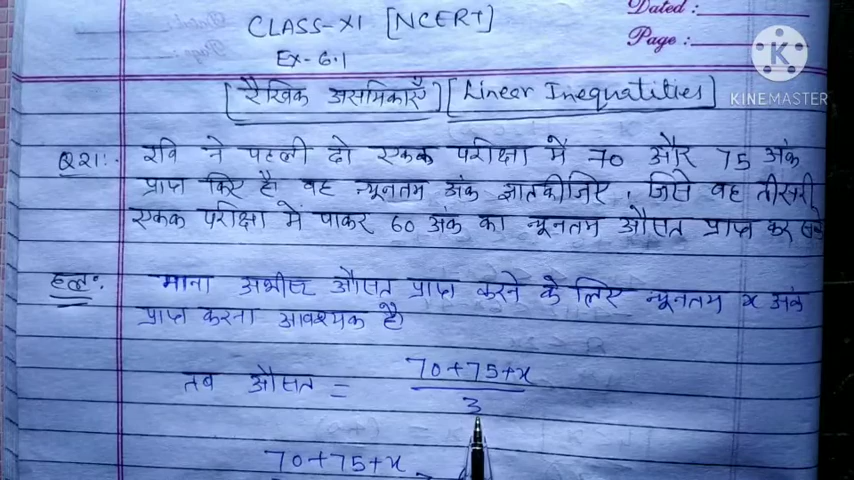 Dated :
CLASS-XI [NCERT]
Page :
Ex-6.1
KINEMASTER
[रैखिक असमिकाएँ] [Linear Inequatities]
Q21:- रवि ने पहली दो एकक परीक्षा में 70 और 75 अंक
प्राप्त किए है। वह न्यूनतम अंक ज्ञात कीजिए, जिसे वह तीसरी
एकक परीक्षा में पाकर 60 अंक का न्यूनतम औसत प्राप्त कर सके
हल:- माना अभीष्ट औसत प्राप्त करने के लिए न्यूनतम x अंक
प्राप्त करना आवश्यक है
तब औसत = 70+75+x
3
70+75+x